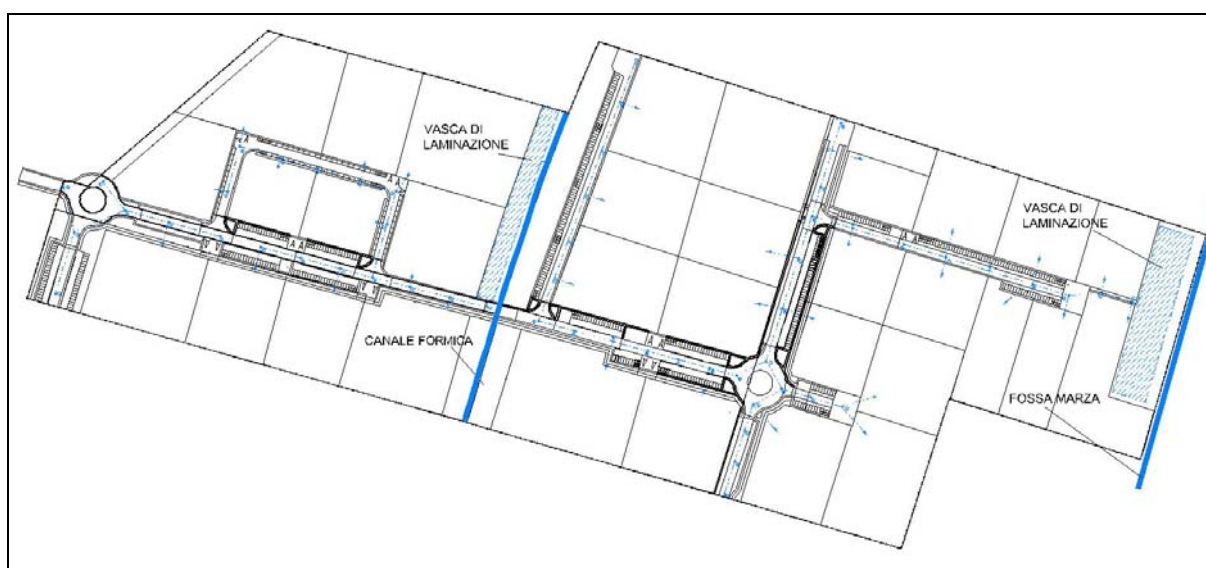 VASCA DI
LAMINAZIONE
VASCA DI
LAMINAZIONE
CANALE FORMICA
FOSSA MARZA